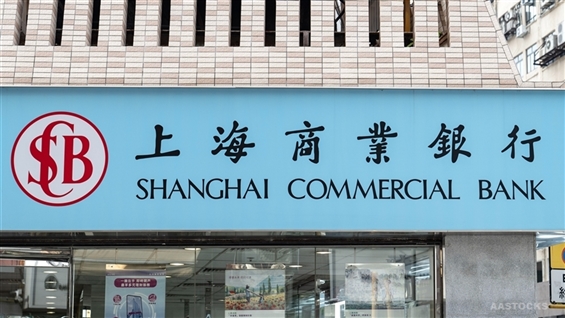 SCB
上海商業銀行
SHANGHAI COMMERCIAL BANK
AASTOCKS